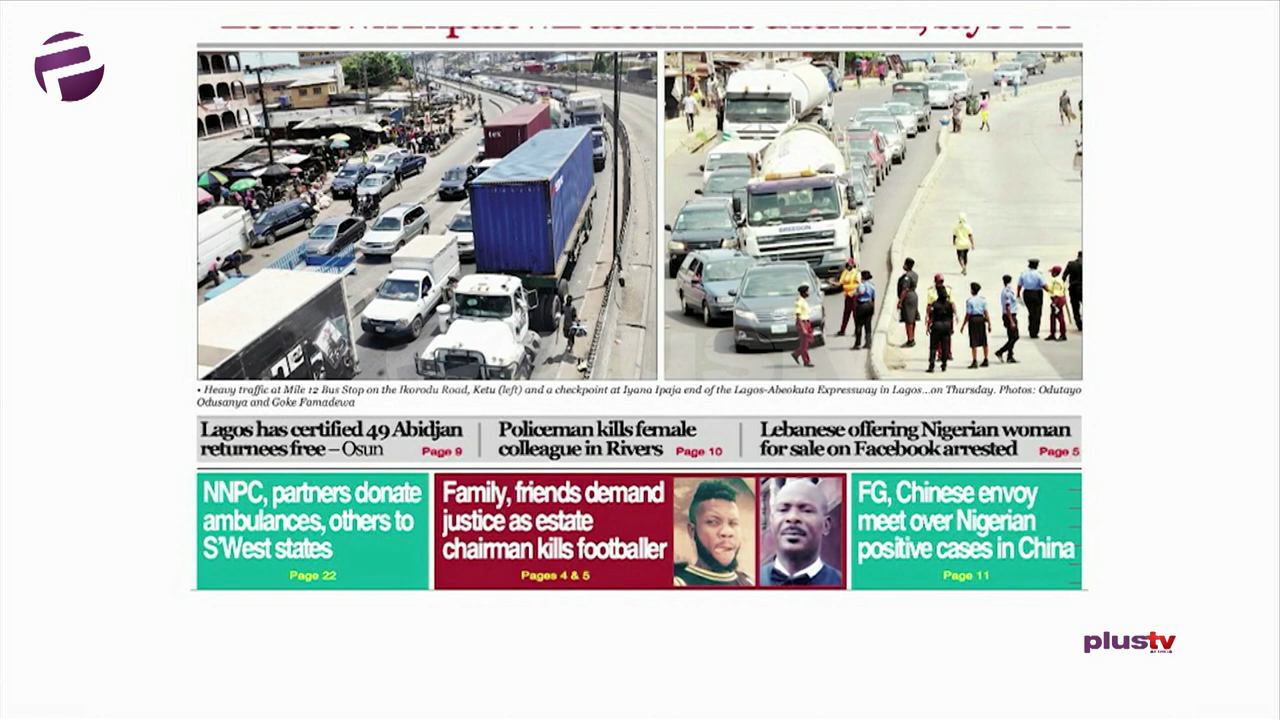 tex
BREEDON
• Heavy traffic at Mile 12 Bus Stop on the Ikorodu Road, Ketu (left) and a checkpoint at Iyana Ipaja end of the Lagos-Abeokuta Expressway in Lagos...on Thursday. Photos: Odutayo
Odusanya and Goke Famadewa
Lagos has certified 49 Abidjan
returnees free – Osun Page 9
Policeman kills female
colleague in Rivers Page 10
Lebanese offering Nigerian woman
for sale on Facebook arrested Page 5
NNPC, partners donate
ambulances, others to
S'West states
Page 22
Family, friends demand
justice as estate
chairman kills footballer
Pages 4 & 5
FG, Chinese envoy
meet over Nigerian
positive cases in China
Page 11
plustv